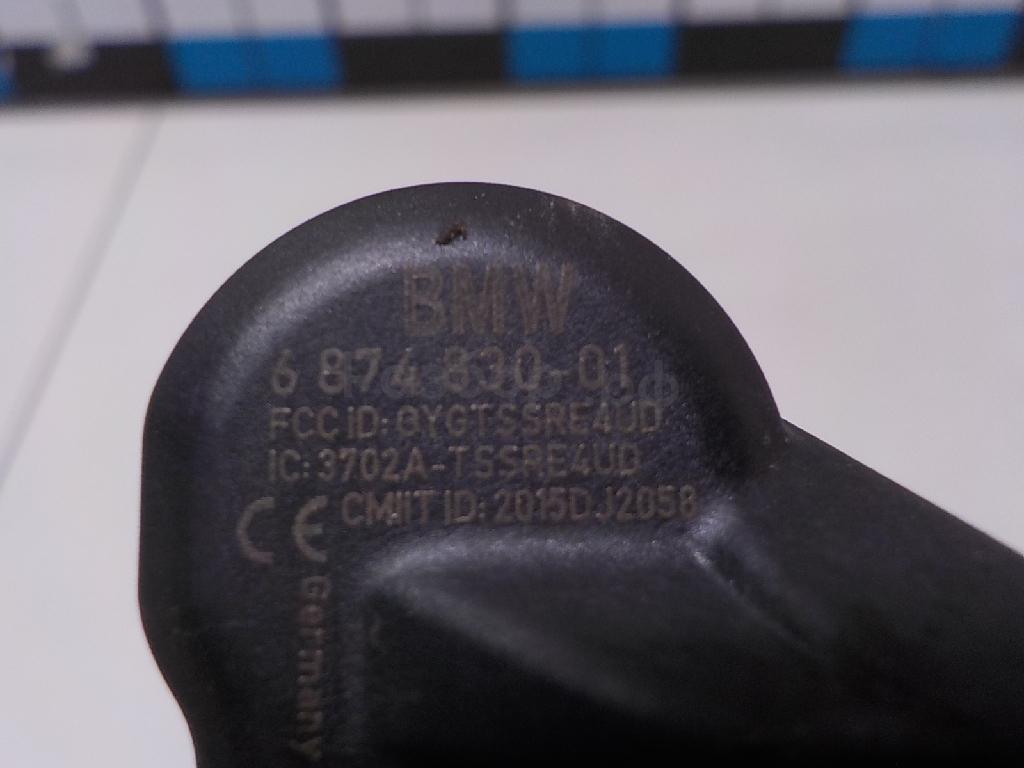 BMW
6 874 830-01
FCC ID: GYGTSSRE4UD
IC: 3702A-TSSRE4UD
CE CMIIT ID: 2015DJ2058
Germany